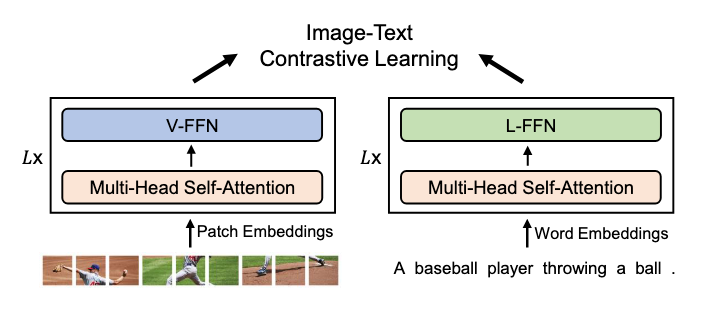 Image-Text
Contrastive Learning
V-FFN
Lx
Multi-Head Self-Attention
Patch Embeddings
L-FFN
Lx
Multi-Head Self-Attention
Word Embeddings
A baseball player throwing a ball .